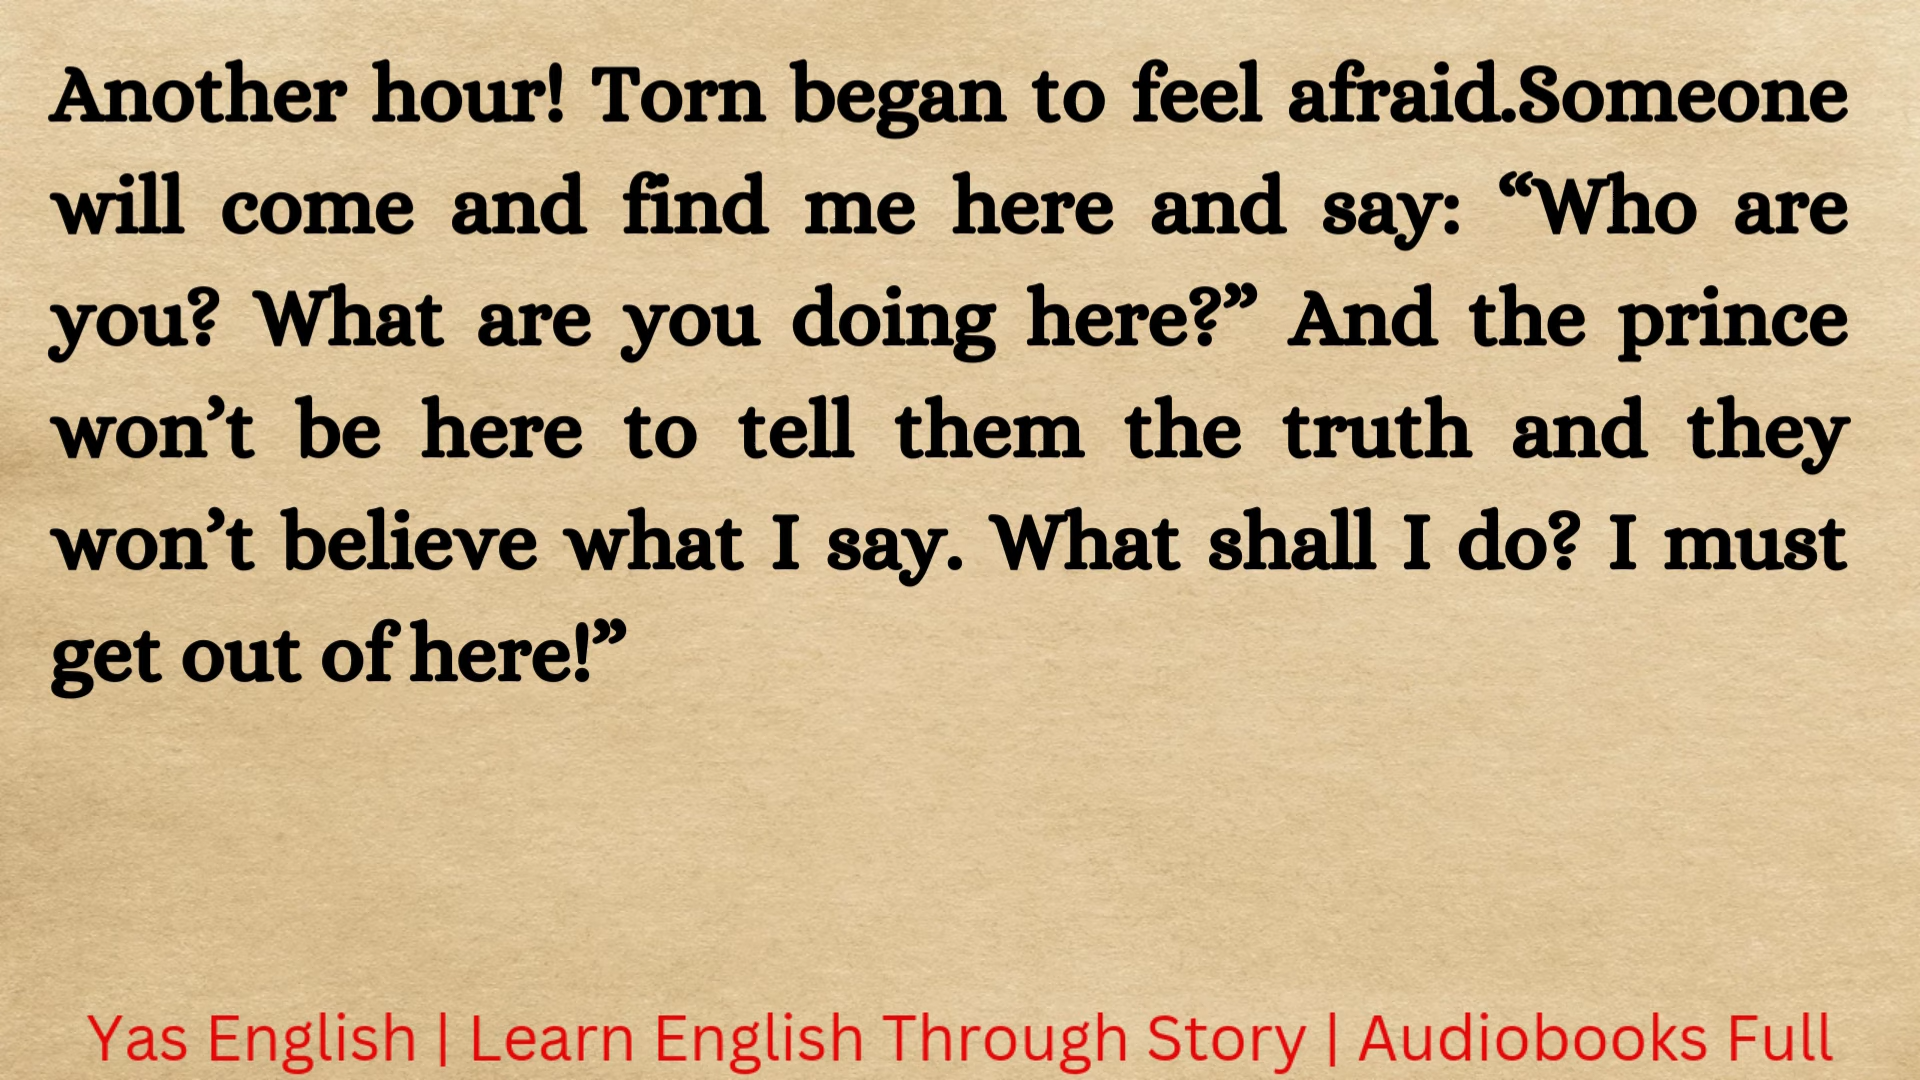 Another hour! Torn began to feel afraid.Someone
will come and find me here and say: “Who are
you? What are you doing here?” And the prince
won’t be here to tell them the truth and they
won’t believe what I say. What shall I do? I must
get out of here!”
Yas English | Learn English Through Story | Audiobooks Full